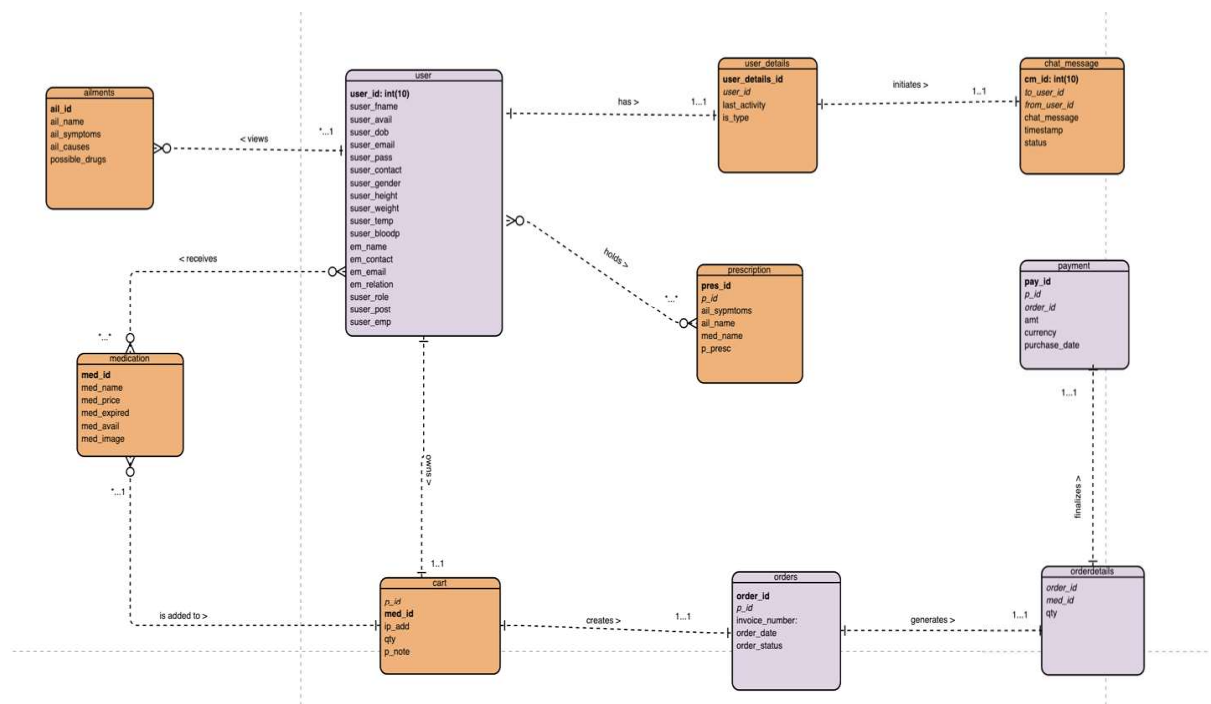 ailments
ail_id
ail_name
ail_symptoms
ail_causes
possible_drugs
< views
*...1
user
user_id: int(10)
suser_fname
suser_avail
suser_dob
suser_email
suser_pass
suser_contact
suser_gender
suser_height
suser_weight
suser_temp
suser_bloodp
em_name
em_contact
em_email
em_relation
suser_role
suser_post
suser_emp
has >
1...1
user_details
user_details_id
user_id
last_activity
is_type
initiates >
1..1
chat_message
cm_id: int(10)
to_user_id
from_user_id
chat_message
timestamp
status
< receives
*...*
holds >
*...*
prescription
pres_id
p_id
ail_sypmtoms
ail_name
med_name
p_presc
payment
pay_id
p_id
order_id
amt
currency
purchase_date
1...1
medication
med_id
med_name
med_price
med_expired
med_avail
med_image
*...1
owns >
finalizes >
is added to >
1..1
cart
p_id
med_id
ip_add
qty
p_note
creates >
1...1
orders
order_id
p_id
invoice_number:
order_date
order_status
generates >
1...1
orderdetails
order_id
med_id
qty